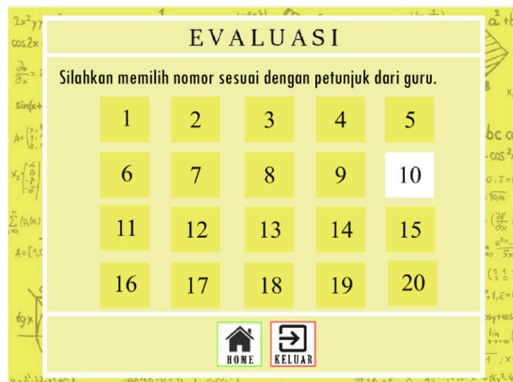 EVALUASI
Silahkan memilih nomor sesuai dengan petunjuk dari guru.
1 2 3 4 5
6 7 8 9 10
11 12 13 14 15
16 17 18 19 20
HOME KELUAR